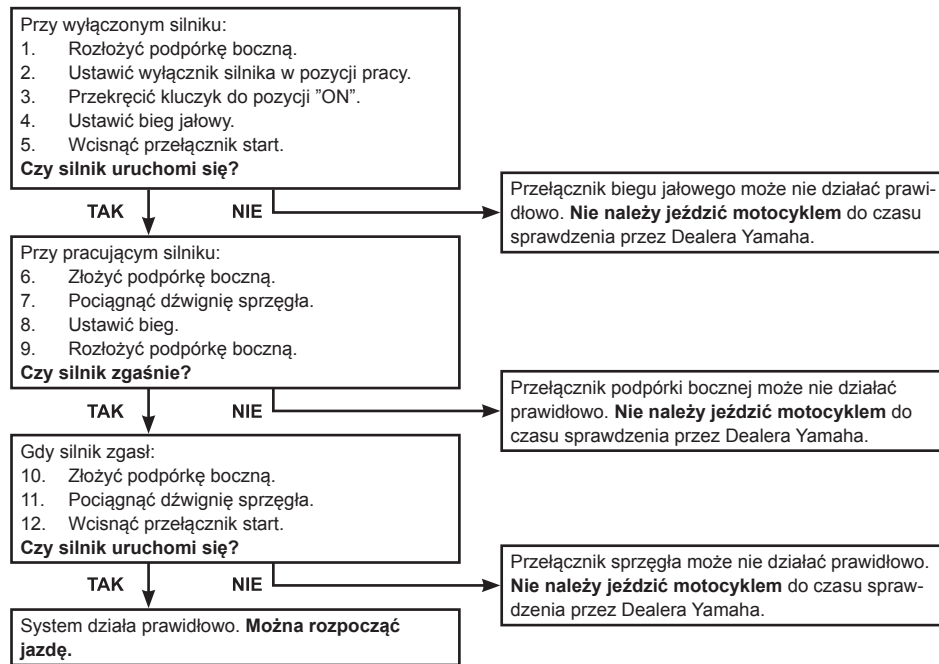 Przy wyłączonym silniku:
1. Rozłożyć podpórkę boczną.
2. Ustawić wyłącznik silnika w pozycji pracy.
3. Przekręcić kluczyk do pozycji ”ON”.
4. Ustawić bieg jałowy.
5. Wcisnąć przełącznik start.
Czy silnik uruchomi się?
TAK NIE
Przełącznik biegu jałowego może nie działać prawi-
dłowo. Nie należy jeździć motocyklem do czasu
sprawdzenia przez Dealera Yamaha.
Przy pracującym silniku:
6. Złożyć podpórkę boczną.
7. Pociągnąć dźwignię sprzęgła.
8. Ustawić bieg.
9. Rozłożyć podpórkę boczną.
Czy silnik zgaśnie?
TAK NIE
Przełącznik podpórki bocznej może nie działać
prawidłowo. Nie należy jeździć motocyklem do
czasu sprawdzenia przez Dealera Yamaha.
Gdy silnik zgasł:
10. Złożyć podpórkę boczną.
11. Pociągnąć dźwignię sprzęgła.
12. Wcisnąć przełącznik start.
Czy silnik uruchomi się?
TAK NIE
Przełącznik sprzęgła może nie działać prawidłowo.
Nie należy jeździć motocyklem do czasu spraw-
dzenia przez Dealera Yamaha.
System działa prawidłowo. Można rozpocząć
jazdę.